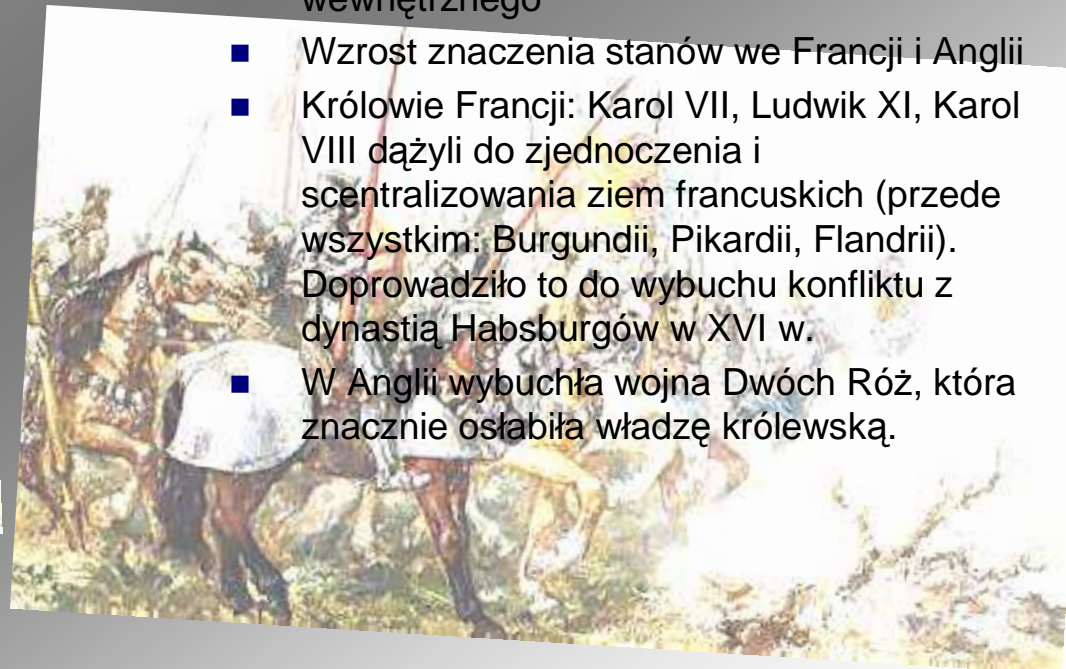 wewnętrznego
■ Wzrost znaczenia stanów we Francji i Anglii
■ Królowie Francji: Karol VII, Ludwik XI, Karol
VIII dążyli do zjednoczenia i
scentralizowania ziem francuskich (przede
wszystkim: Burgundii, Pikardii, Flandrii).
Doprowadziło to do wybuchu konfliktu z
dynastią Habsburgów w XVI w.
■ W Anglii wybuchła wojna Dwóch Róż, która
znacznie osłabiła władzę królewską.